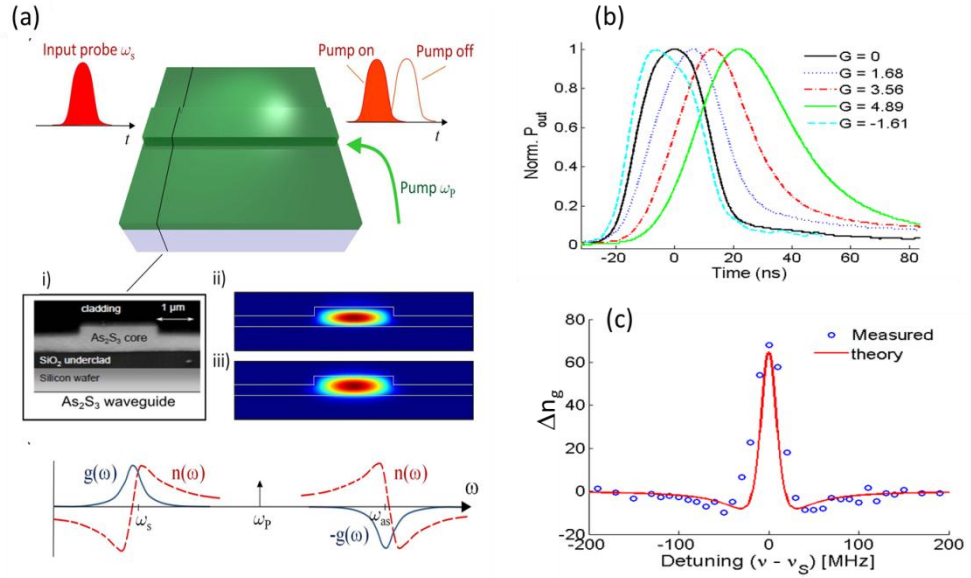 (a)
Input probe ωs
Pump on
Pump off
t
t
Pump ωP
i)
cladding
1 µm
As2S3 core
SiO2 underclad
Silicon wafer
As2S3 waveguide
ii)
iii)
g(ω)
n(ω)
n(ω)
ω
ωs
ωP
ωas
-g(ω)
(b)
Norm. Pout
1
0.8
0.6
0.4
0.2
0
G = 0
G = 1.68
G = 3.56
G = 4.89
G = -1.61
-20 0 20 40 60 80
Time (ns)
(c)
Δng
80
60
40
20
0
-20
Measured
theory
-200 -100 0 100 200
Detuning (ν - νS) [MHz]